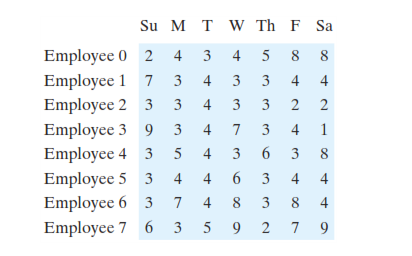 Su M T W Th F Sa
Employee 0 2 4 3 4 5 8 8
Employee 1 7 3 4 3 3 4 4
Employee 2 3 3 4 3 3 2 2
Employee 3 9 3 4 7 3 4 1
Employee 4 3 5 4 3 6 3 8
Employee 5 3 4 4 6 3 4 4
Employee 6 3 7 4 8 3 8 4
Employee 7 6 3 5 9 2 7 9